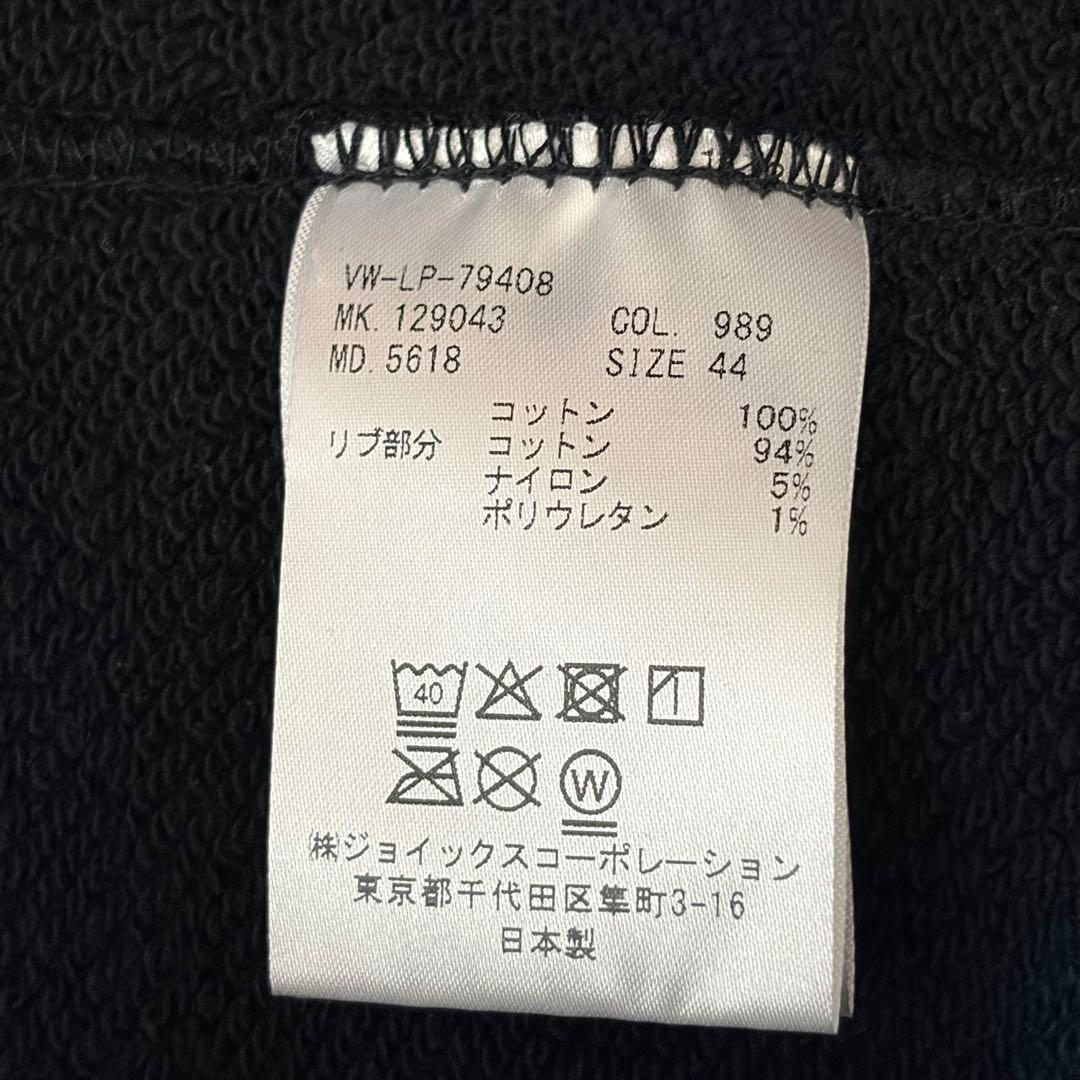 VW-LP-79408
MK. 129043 COL. 989
MD. 5618 SIZE 44
コットン 100%
リブ部分 コットン 94%
ナイロン 5%
ポリウレタン 1%
40
W
㈱ジョイックスコーポレーション
東京都千代田区隼町3-16
日本製